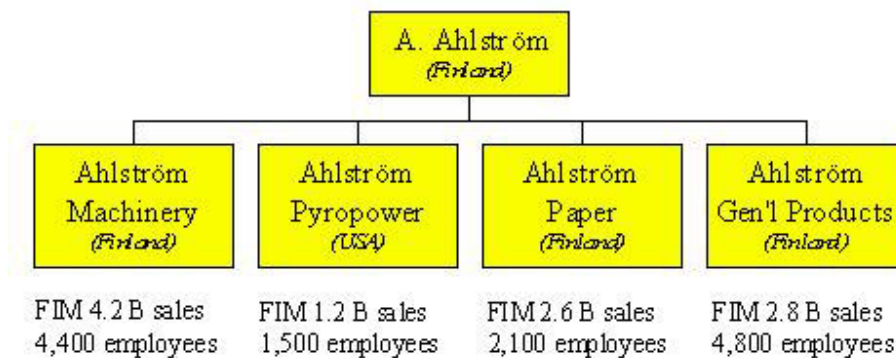 A. Ahlström
(Finland)
Ahlström
Machinery
(Finland)
Ahlström
Pyropower
(USA)
Ahlström
Paper
(Finland)
Ahlström
Gen'l Products
(Finland)
FIM 4.2 B sales
4,400 employees
FIM 1.2 B sales
1,500 employees
FIM 2.6 B sales
2,100 employees
FIM 2.8 B sales
4,800 employees